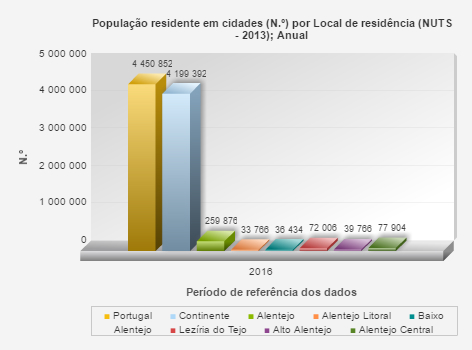 População residente em cidades (N.º) por Local de residência (NUTS
- 2013); Anual
5 000 000
4 000 000
3 000 000
2 000 000
1 000 000
0
N.º
4 450 852
4 199 392
259 876
33 766
36 434
72 006
39 766
77 904
2016
Período de referência dos dados
Portugal Continente Alentejo Alentejo Litoral Baixo
Alentejo Lezíria do Tejo Alto Alentejo Alentejo Central